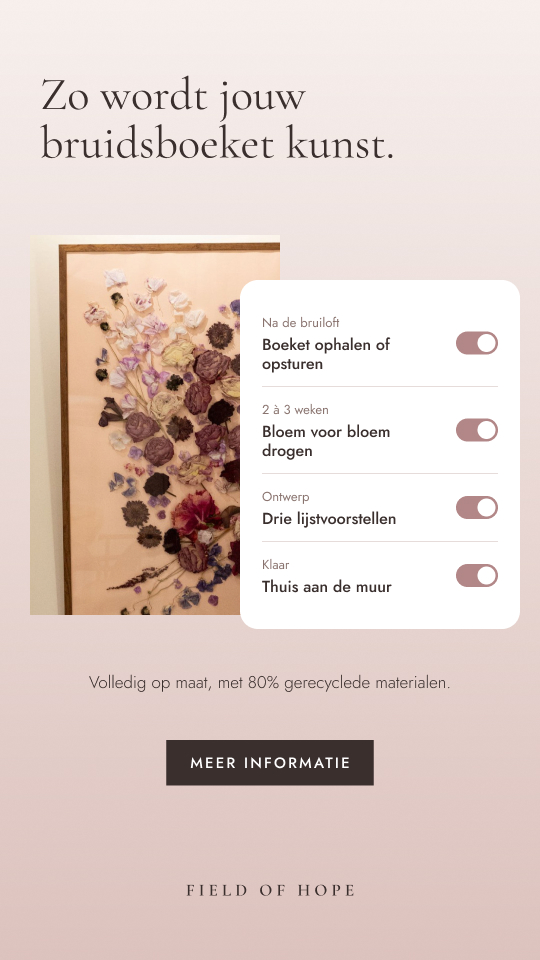 Zo wordt jouw
bruidsboeket kunst.
Na de bruiloft
Boeket ophalen of
opsturen
2 à 3 weken
Bloem voor bloem
drogen
Ontwerp
Drie lijstvoorstellen
Klaar
Thuis aan de muur
Volledig op maat, met 80% gerecyclede materialen.
MEER INFORMATIE
FIELD OF HOPE